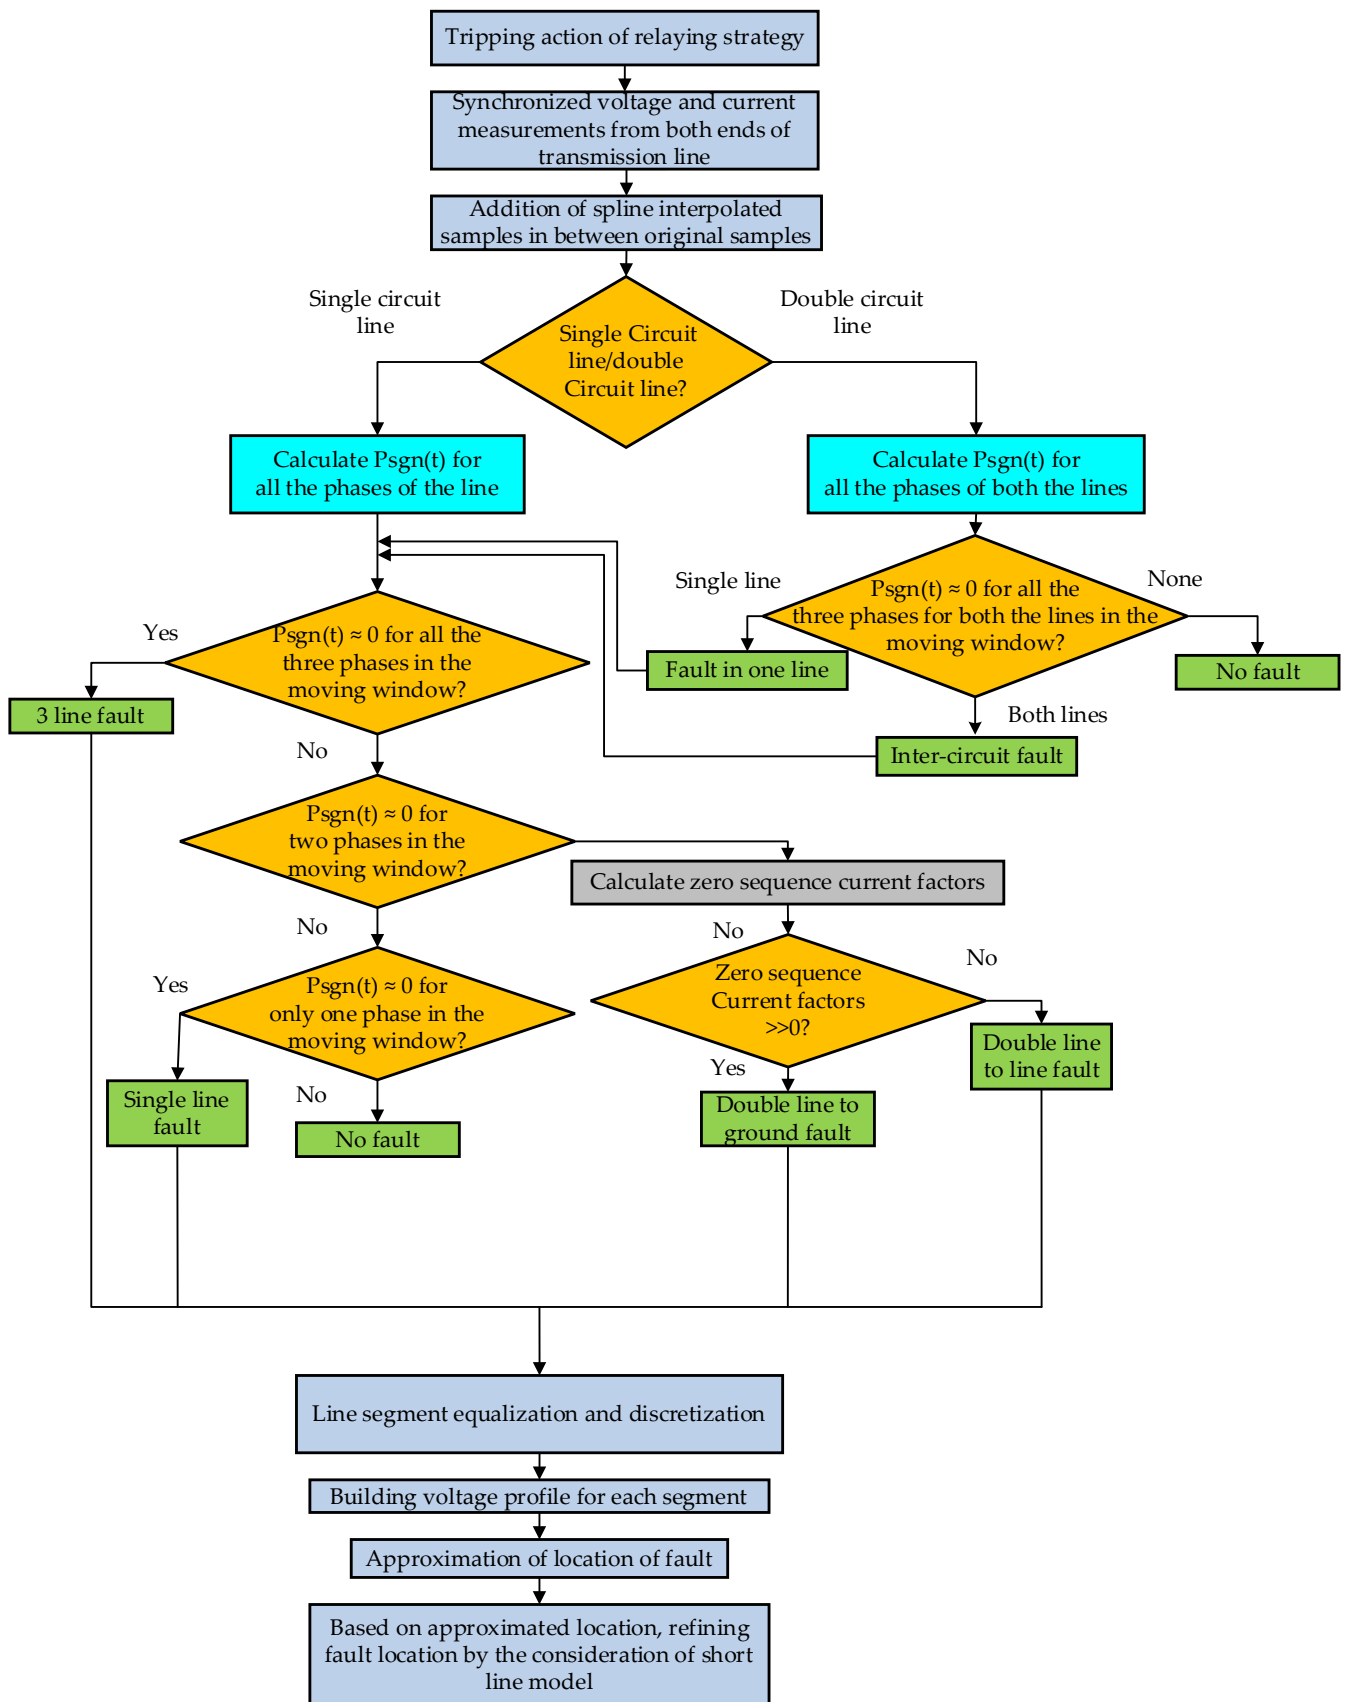 Tripping action of relaying strategy
Synchronized voltage and current
measurements from both ends of
transmission line
Addition of spline interpolated
samples in between original samples
Single circuit
line
Double circuit
line
Single Circuit
line/double
Circuit line?
Calculate Psgn(t) for
all the phases of the line
Calculate Psgn(t) for
all the phases of both the lines
Single line
None
Psgn(t) ≈ 0 for all the
three phases for both the lines in the
moving window?
Yes
Psgn(t) ≈ 0 for all the
three phases in the
moving window?
Fault in one line
No fault
3 line fault
Both lines
No
Inter-circuit fault
Psgn(t) ≈ 0 for
two phases in the
moving window?
Calculate zero sequence current factors
No
No
No
Yes
Psgn(t) ≈ 0 for
only one phase in the
moving window?
Zero sequence
Current factors
>>0?
Double line
to line fault
Yes
No
Single line
fault
No fault
Double line to
ground fault
Line segment equalization and discretization
Building voltage profile for each segment
Approximation of location of fault
Based on approximated location, refining
fault location by the consideration of short
line model